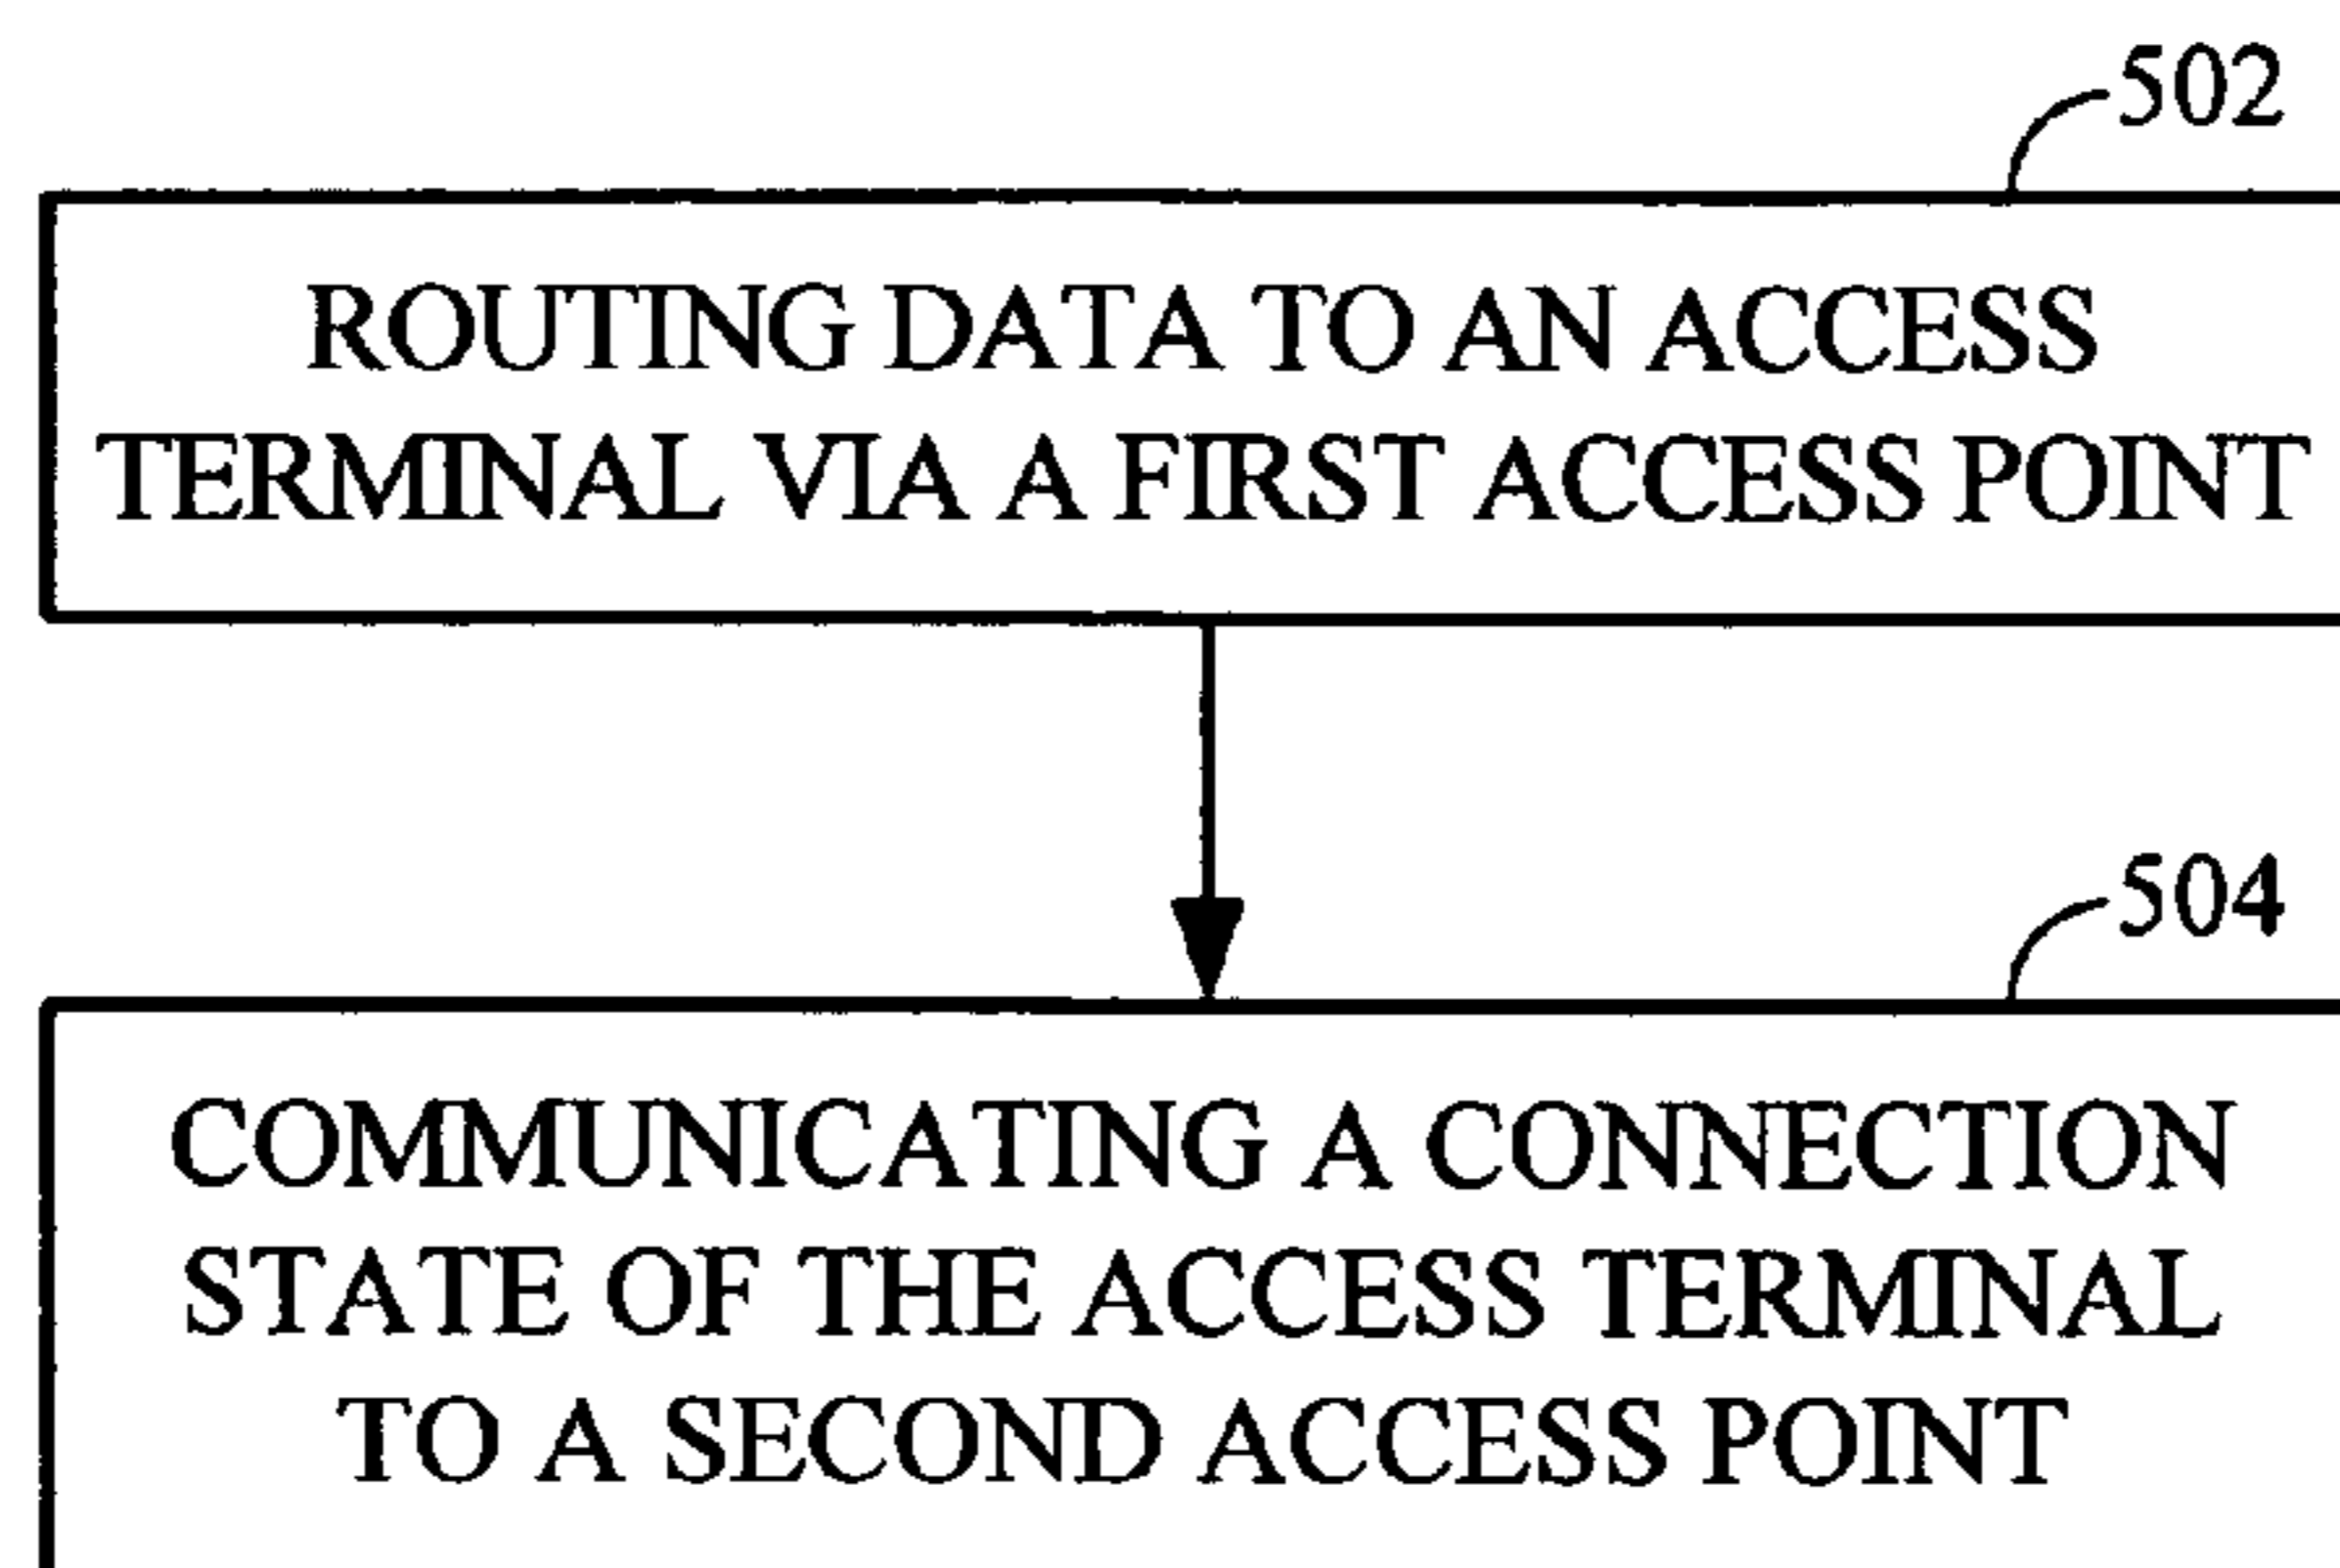 502
ROUTING DATA TO AN ACCESS
TERMINAL VIA A FIRST ACCESS POINT
504
COMMUNICATING A CONNECTION
STATE OF THE ACCESS TERMINAL
TO A SECOND ACCESS POINT